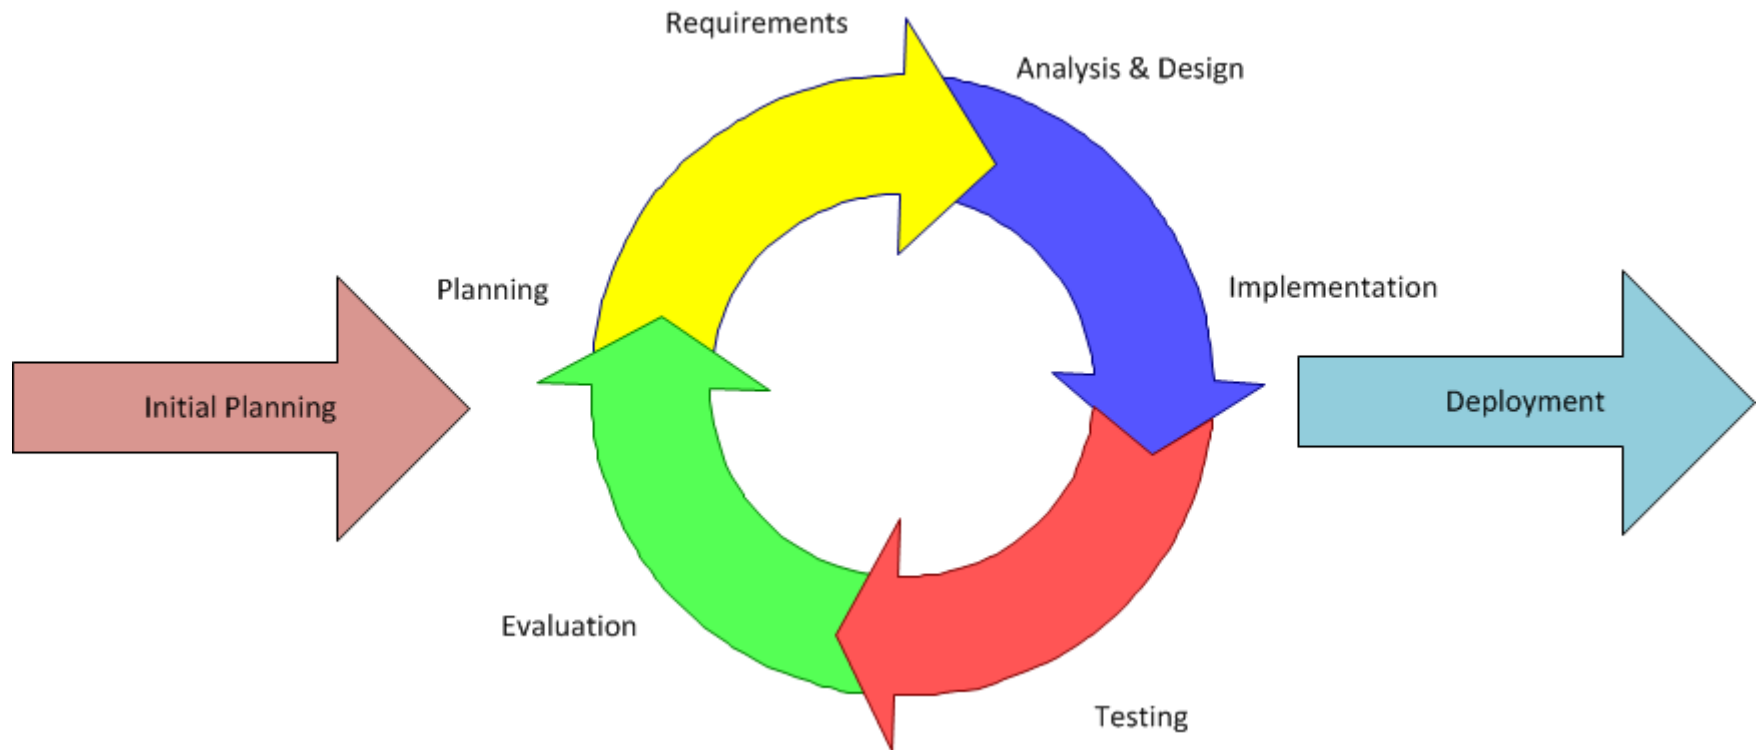 Requirements
Analysis & Design
Planning
Implementation
Initial Planning
Deployment
Evaluation
Testing